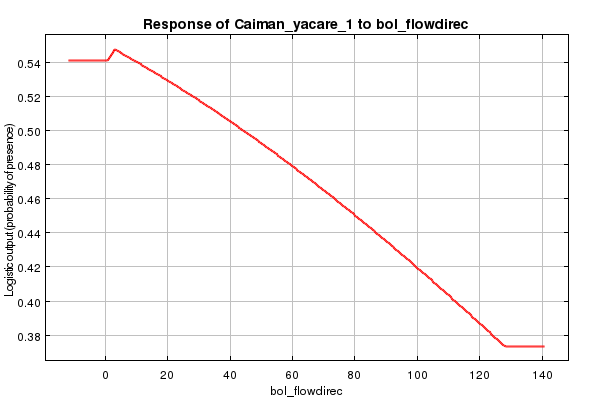 Response of Caiman_yacare_1 to bol_flowdirec
Logistic output (probability of presence)
0.54
0.52
0.50
0.48
0.46
0.44
0.42
0.40
0.38
0 20 40 60 80 100 120 140
bol_flowdirec